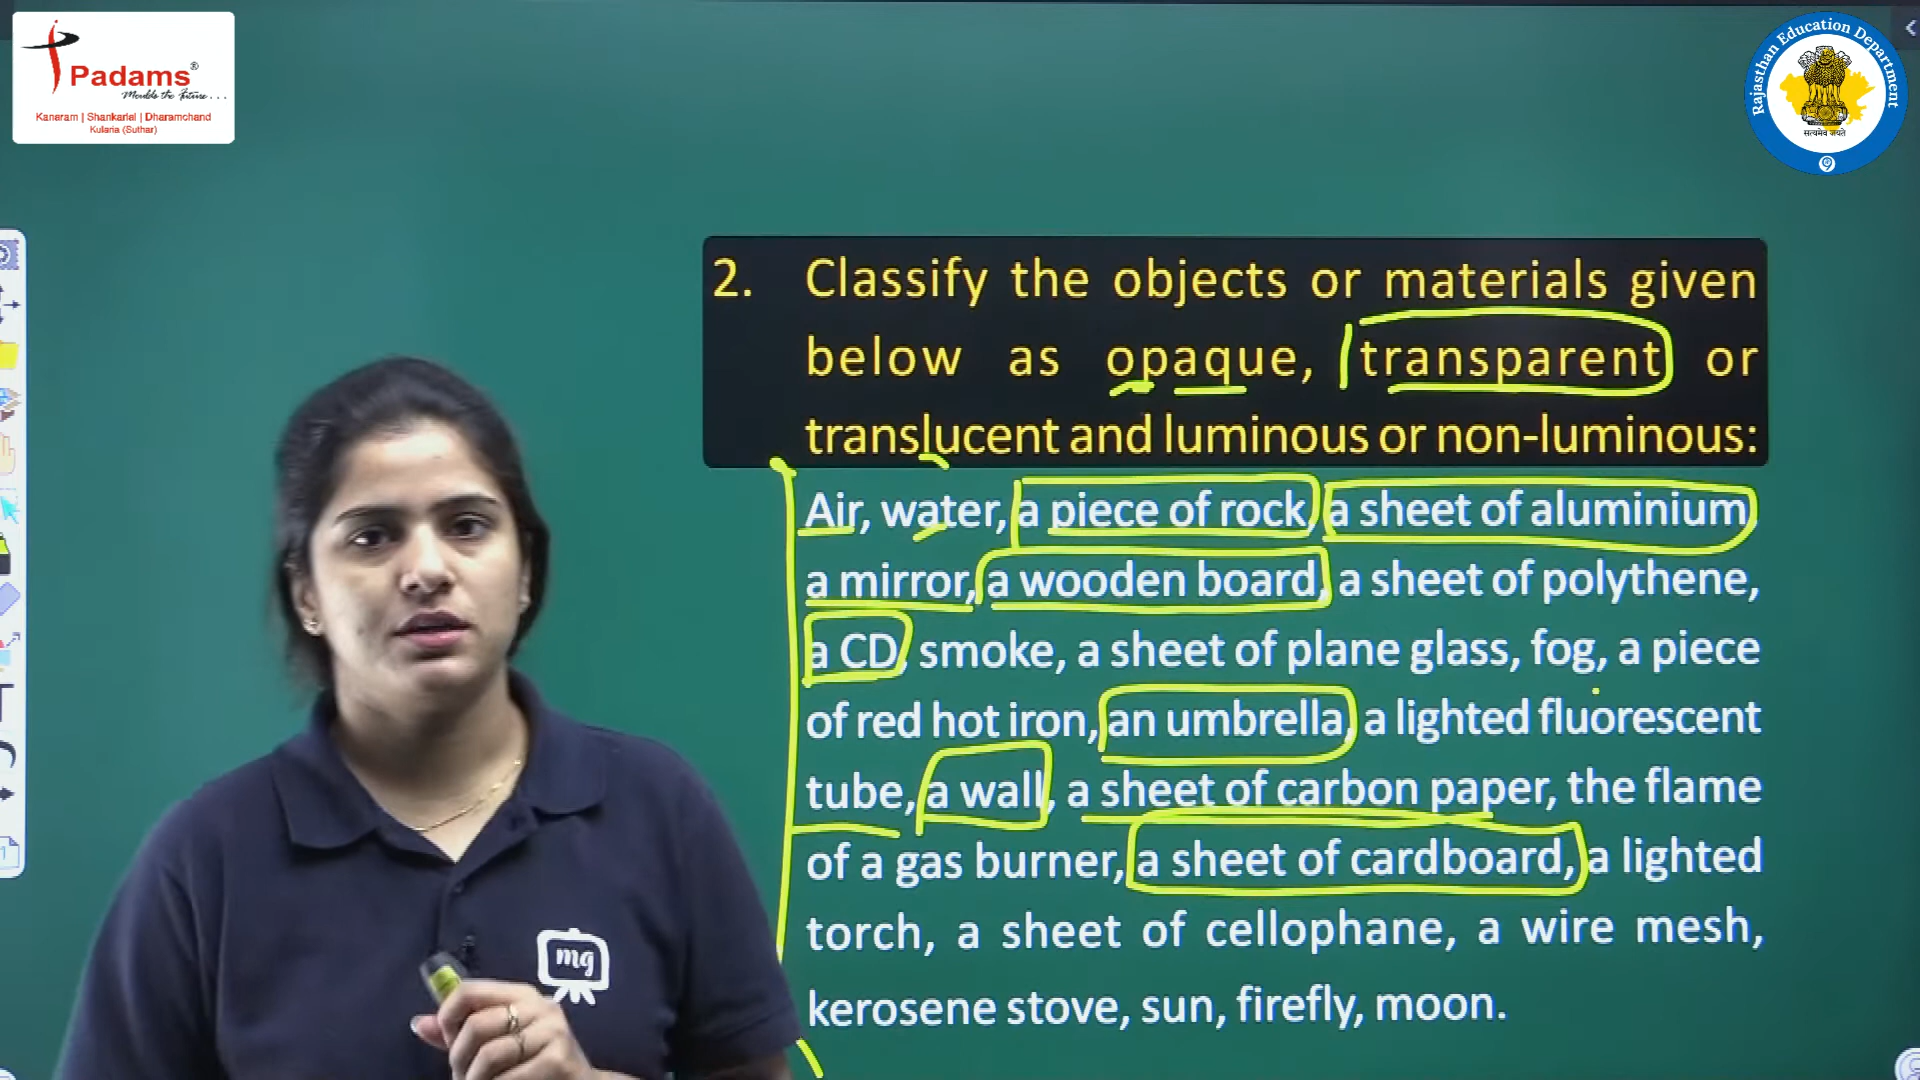 Padams®
Moulds the Future...
Kanaram | Shankarlal | Dharamchand
Kularia (Suthar)
Rajasthan Education Department
सत्यमेव जयते
2. Classify the objects or materials given
below as opaque, transparent or
translucent and luminous or non-luminous:
Air, water, a piece of rock, a sheet of aluminium,
a mirror, a wooden board, a sheet of polythene,
a CD, smoke, a sheet of plane glass, fog, a piece
of red hot iron, an umbrella, a lighted fluorescent
tube, a wall, a sheet of carbon paper, the flame
of a gas burner, a sheet of cardboard, a lighted
torch, a sheet of cellophane, a wire mesh,
kerosene stove, sun, firefly, moon.
mg